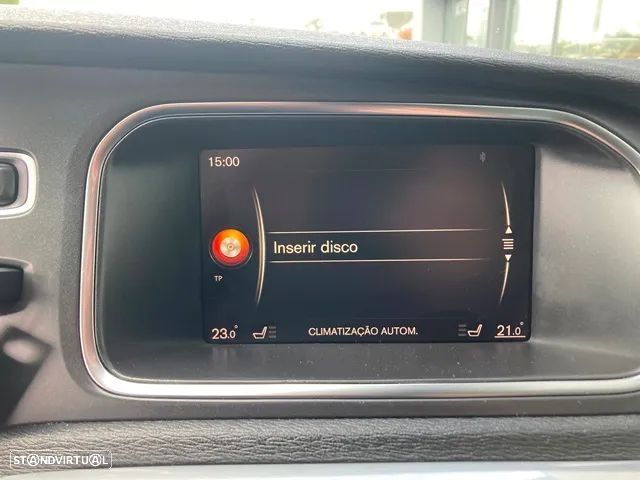 15:00
Inserir disco
TP
23.0° CLIMATIZAÇÃO AUTOM. 21.0°
STANDVIRTUAL